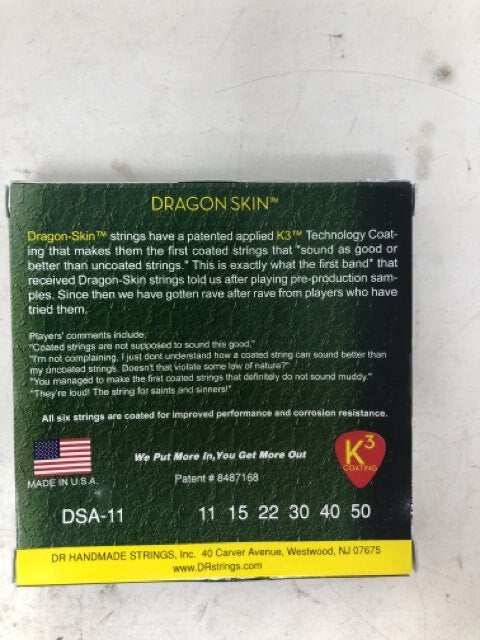 DRAGON SKIN™
Dragon-Skin™ strings have a patented applied K3™ Technology Coat-
ing that makes them the first coated strings that "sound as good or
better than uncoated strings." This is exactly what the first band* that
received Dragon-Skin strings told us after playing pre-production sam-
ples. Since then we have gotten rave after rave from players who have
tried them.
Players' comments include:
"Coated strings are not supposed to sound this good."
"I'm not complaining, I just dont understand how a coated string can sound better than
my uncoated strings. Doesn't that violate some law of nature?"
"You managed to make the first coated strings that definitely do not sound muddy."
"They're loud! The string for saints and sinners!"
All six strings are coated for improved performance and corrosion resistance.
We Put More In, You Get More Out
K3
COATING
MADE IN U.S.A.
Patent # 8487168
DSA-11 11 15 22 30 40 50
DR HANDMADE STRINGS, Inc. 40 Carver Avenue, Westwood, NJ 07675
www.DRstrings.com